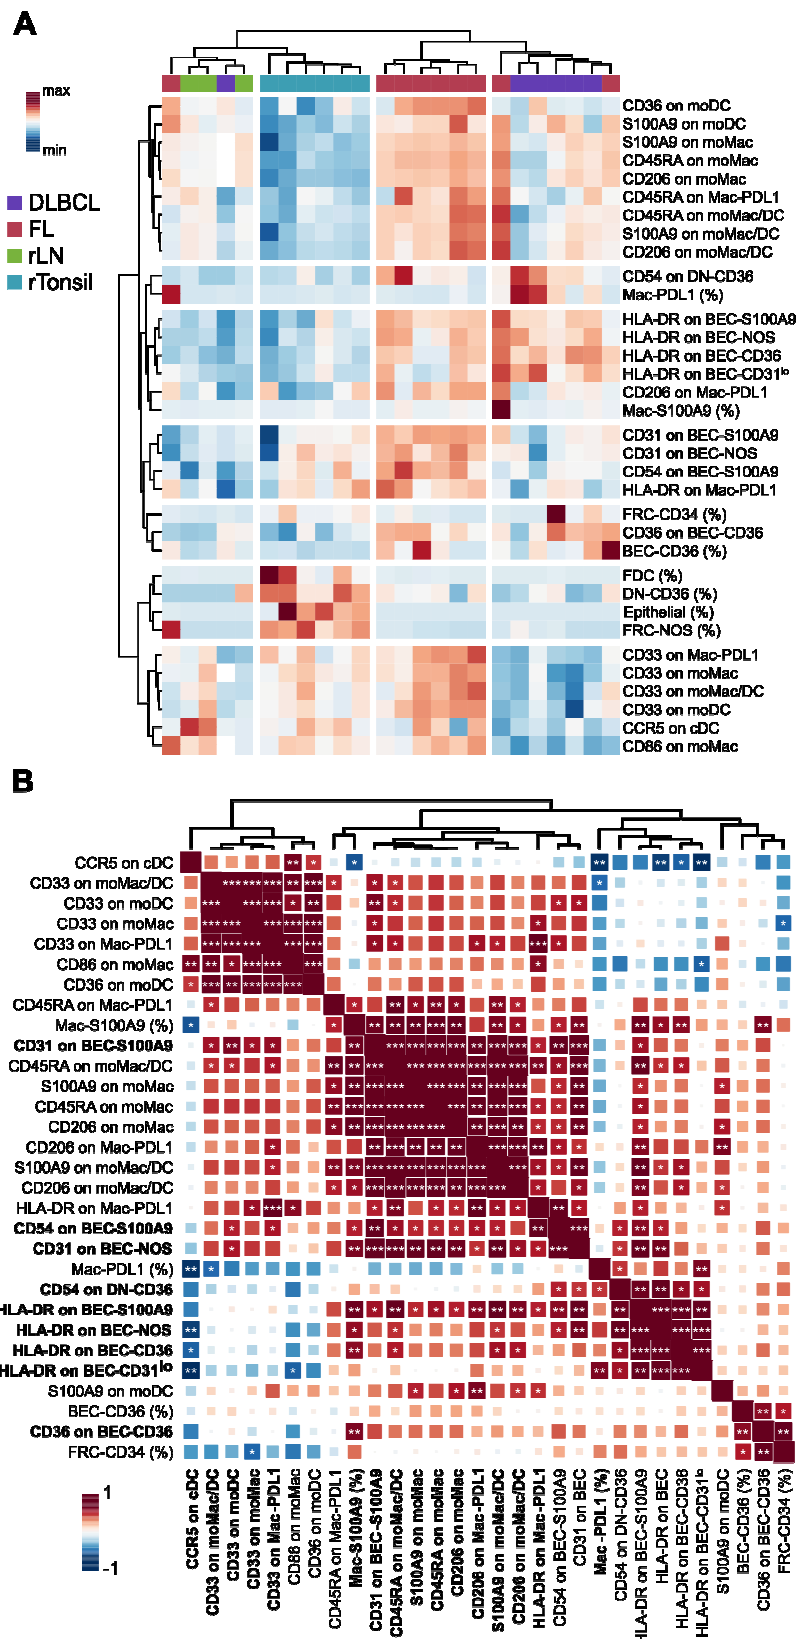 A
max
min
DLBCL
FL
rLN
rTonsil
CD36 on moDC
S100A9 on moDC
S100A9 on moMac
CD45RA on moMac
CD206 on moMac
CD45RA on Mac-PDL1
CD45RA on moMac/DC
S100A9 on moMac/DC
CD206 on moMac/DC
CD54 on DN-CD36
Mac-PDL1 (%)
HLA-DR on BEC-S100A9
HLA-DR on BEC-NOS
HLA-DR on BEC-CD36
HLA-DR on BEC-CD31lo
CD206 on Mac-PDL1
Mac-S100A9 (%)
CD31 on BEC-S100A9
CD31 on BEC-NOS
CD54 on BEC-S100A9
HLA-DR on Mac-PDL1
FRC-CD34 (%)
CD36 on BEC-CD36
BEC-CD36 (%)
FDC (%)
DN-CD36 (%)
Epithelial (%)
FRC-NOS (%)
CD33 on Mac-PDL1
CD33 on moMac
CD33 on moMac/DC
CD33 on moDC
CCR5 on cDC
CD86 on moMac
B
CCR5 on cDC
CD33 on moMac/DC
CD33 on moDC
CD33 on moMac
CD33 on Mac-PDL1
CD86 on moMac
CD36 on moDC
CD45RA on Mac-PDL1
Mac-S100A9 (%)
CD31 on BEC-S100A9
CD45RA on moMac/DC
S100A9 on moMac
CD45RA on moMac
CD206 on moMac
CD206 on Mac-PDL1
S100A9 on moMac/DC
CD206 on moMac/DC
HLA-DR on Mac-PDL1
CD54 on BEC-S100A9
CD31 on BEC-NOS
Mac-PDL1 (%)
CD54 on DN-CD36
HLA-DR on BEC-S100A9
HLA-DR on BEC-NOS
HLA-DR on BEC-CD36
HLA-DR on BEC-CD31lo
S100A9 on moDC
BEC-CD36 (%)
CD36 on BEC-CD36
FRC-CD34 (%)
1
-1
CCR5 on cDC
CD33 on moMac/DC
CD33 on moDC
CD33 on moMac
CD33 on Mac-PDL1
CD86 on moMac
CD36 on moDC
CD45RA on Mac-PDL1
Mac-S100A9 (%)
CD31 on BEC-S100A9
CD45RA on moMac/DC
S100A9 on moMac
CD45RA on moMac
CD206 on moMac
CD206 on Mac-PDL1
S100A9 on moMac/DC
CD206 on moMac/DC
HLA-DR on Mac-PDL1
CD54 on BEC-S100A9
CD31 on BEC
Mac-PDL1 (%)
CD54 on DN-CD36
HLA-DR on BEC-S100A9
HLA-DR on BEC
HLA-DR on BEC-CD36
HLA-DR on BEC-CD31lo
S100A9 on moDC
BEC-CD36 (%)
CD36 on BEC-CD36
FRC-CD34 (%)